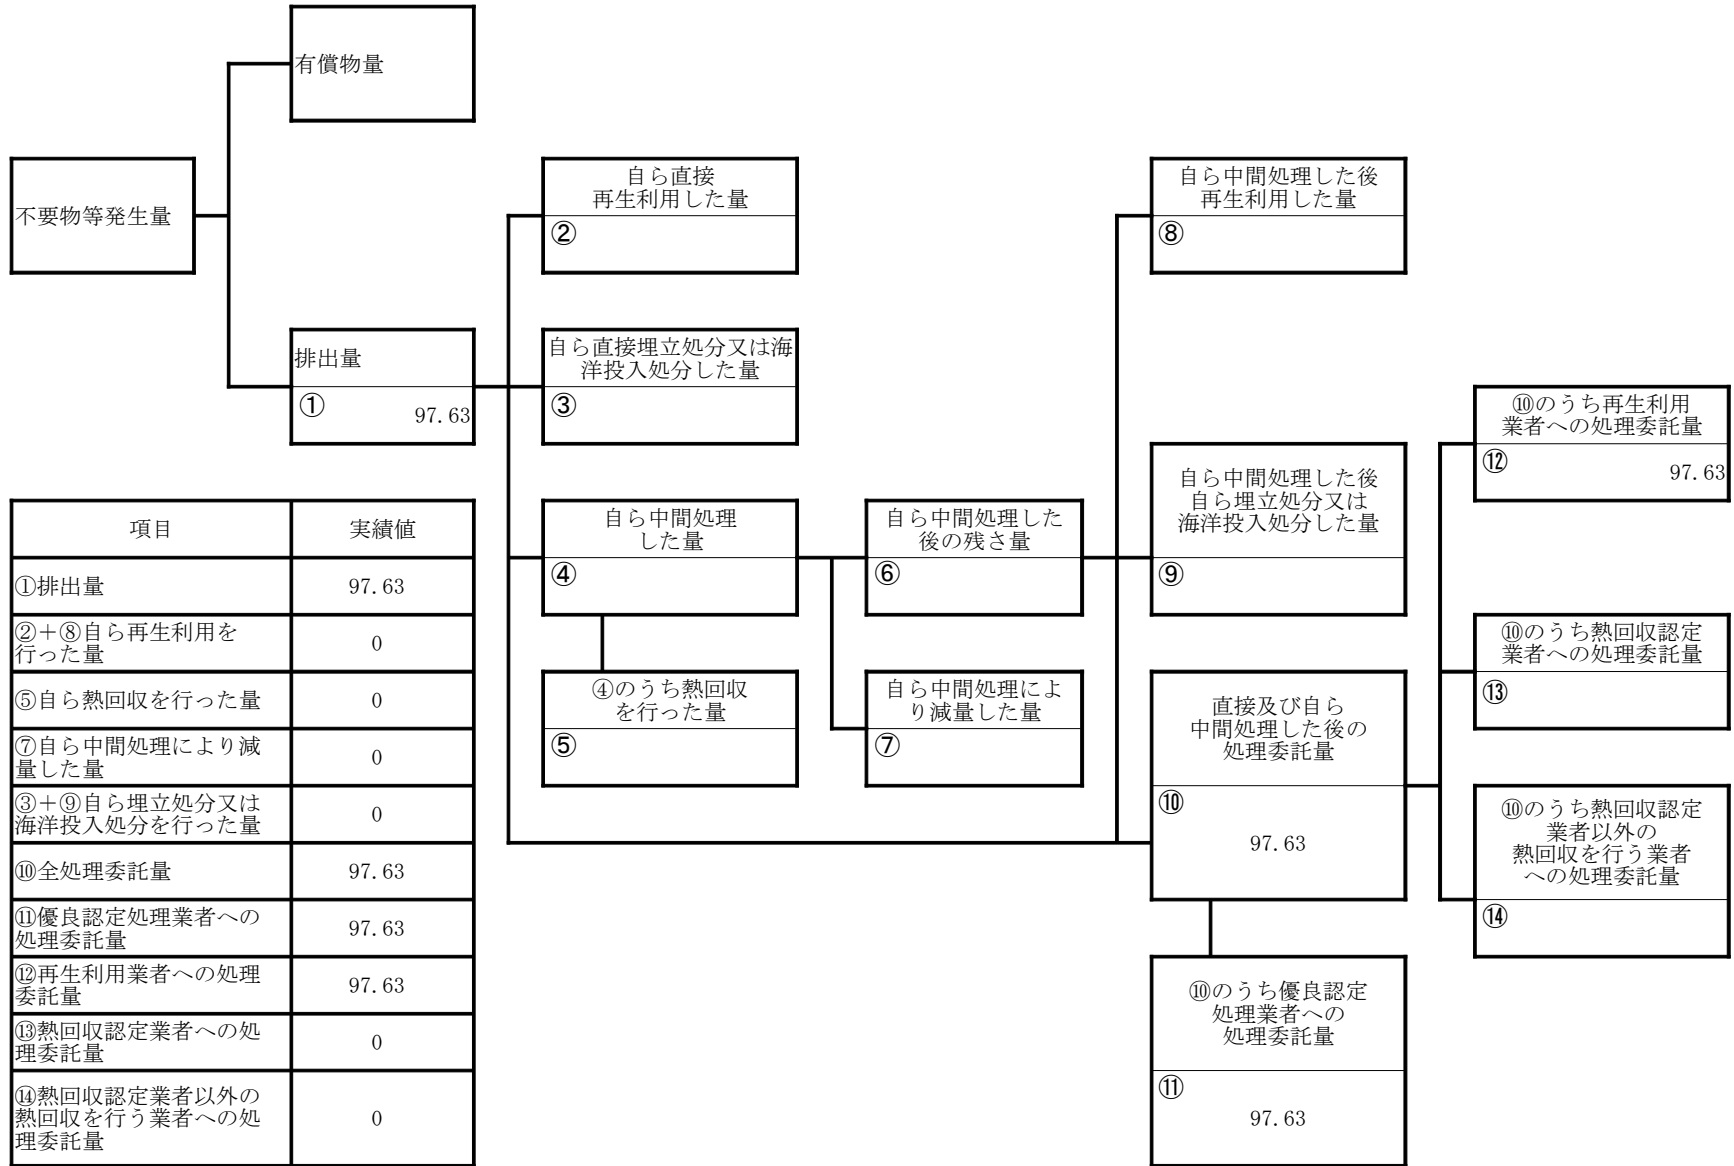 有償物量
不要物等発生量
自ら直接
再生利用した量
②
自ら中間処理した後
再生利用した量
⑧
排出量
①
97.63
自ら直接埋立処分又は海
洋投入処分した量
③
⑩のうち再生利用
業者への処理委託量
⑫
97.63
自ら中間処理した後
自ら埋立処分又は
海洋投入処分した量
⑨
自ら中間処理
した量
④
自ら中間処理した
後の残さ量
⑥
⑩のうち熱回収認定
業者への処理委託量
⑬
④のうち熱回収
を行った量
⑤
自ら中間処理によ
り減量した量
⑦
直接及び自ら
中間処理した後の
処理委託量
⑩
97.63
⑩のうち熱回収認定
業者以外の
熱回収を行う業者
への処理委託量
⑭
⑩のうち優良認定
処理業者への
処理委託量
⑪
97.63
項目 実績値
①排出量 97.63
②+⑧自ら再生利用を
行った量 0
⑤自ら熱回収を行った量 0
⑦自ら中間処理により減
量した量 0
③+⑨自ら埋立処分又は
海洋投入処分を行った量 0
⑩全処理委託量 97.63
⑪優良認定処理業者への
処理委託量 97.63
⑫再生利用業者への処理
委託量 97.63
⑬熱回収認定業者への処
理委託量 0
⑭熱回収認定業者以外の
熱回収を行う業者への処
理委託量 0